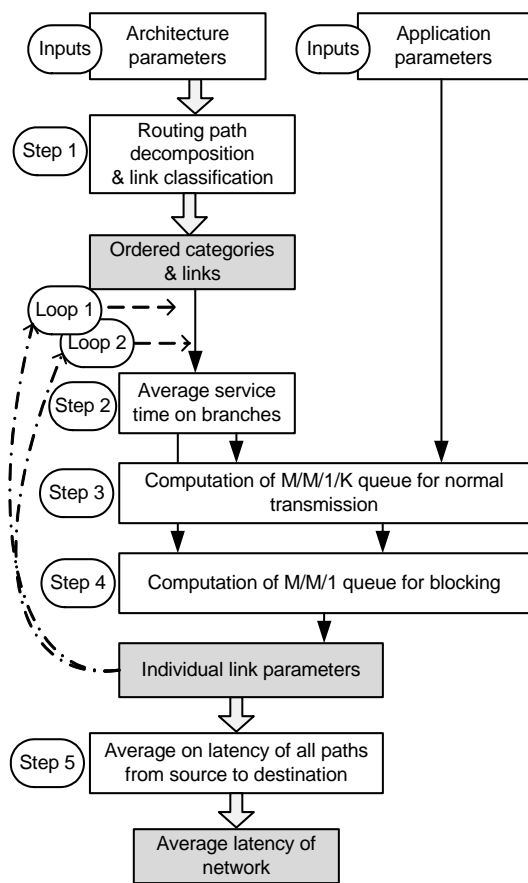 Inputs
Architecture
parameters
Inputs
Application
parameters
Step 1
Routing path
decomposition
& link classification
Ordered categories
& links
Loop 1
Loop 2
Step 2
Average service
time on branches
Step 3
Computation of M/M/1/K queue for normal
transmission
Step 4
Computation of M/M/1 queue for blocking
Individual link parameters
Step 5
Average on latency of all paths
from source to destination
Average latency of
network